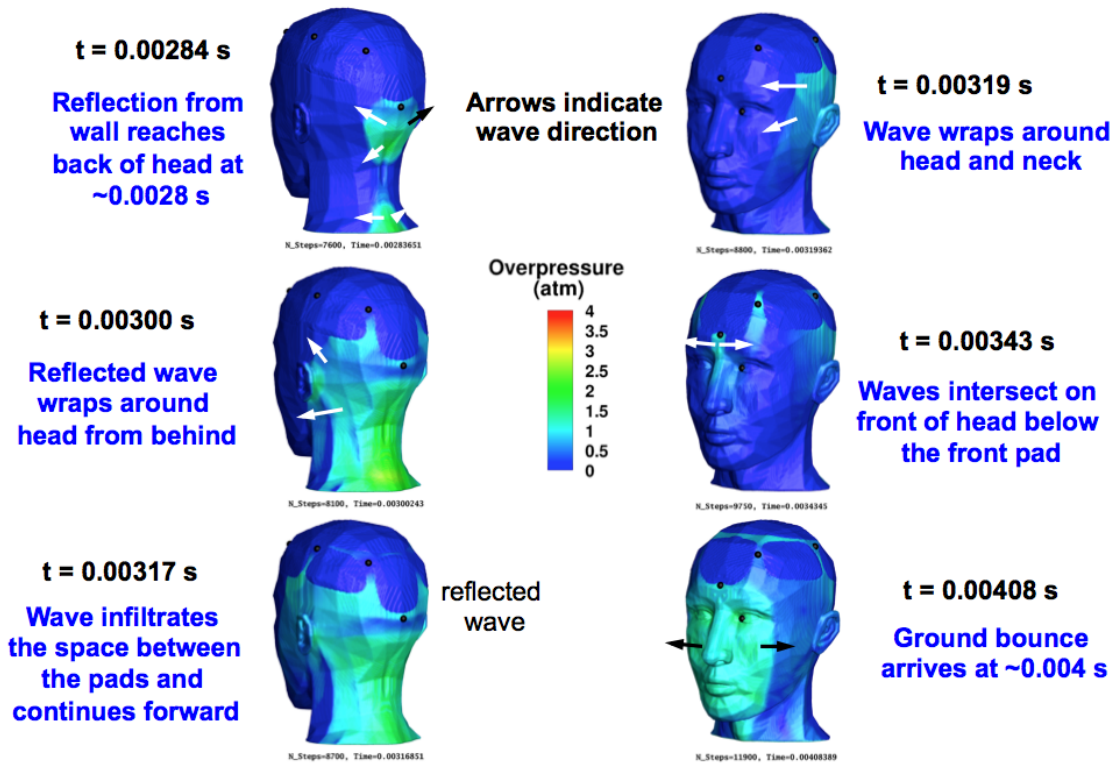 t = 0.00284 s
Reflection from
wall reaches
back of head at
~0.0028 s
N_Steps=7600, Time=0.00283651
Arrows indicate
wave direction
t = 0.00319 s
Wave wraps around
head and neck
N_Steps=8800, Time=0.00319362
t = 0.00300 s
Reflected wave
wraps around
head from behind
N_Steps=8100, Time=0.00300243
Overpressure
(atm)
4
3.5
3
2.5
2
1.5
1
0.5
0
t = 0.00343 s
Waves intersect on
front of head below
the front pad
N_Steps=9750, Time=0.0034345
t = 0.00317 s
Wave infiltrates
the space between
the pads and
continues forward
N_Steps=8700, Time=0.00316851
reflected
wave
t = 0.00408 s
Ground bounce
arrives at ~0.004 s
N_Steps=11900, Time=0.00408389